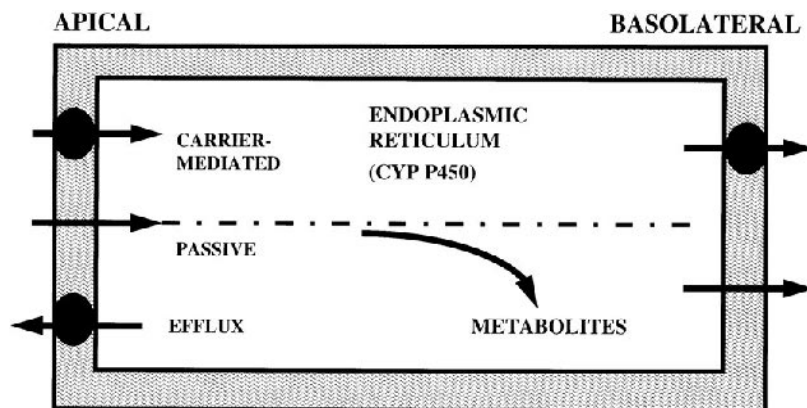 APICAL
BASOLATERAL
CARRIER-
MEDIATED
ENDOPLASMIC
RETICULUM
(CYP P450)
PASSIVE
EFFLUX
METABOLITES